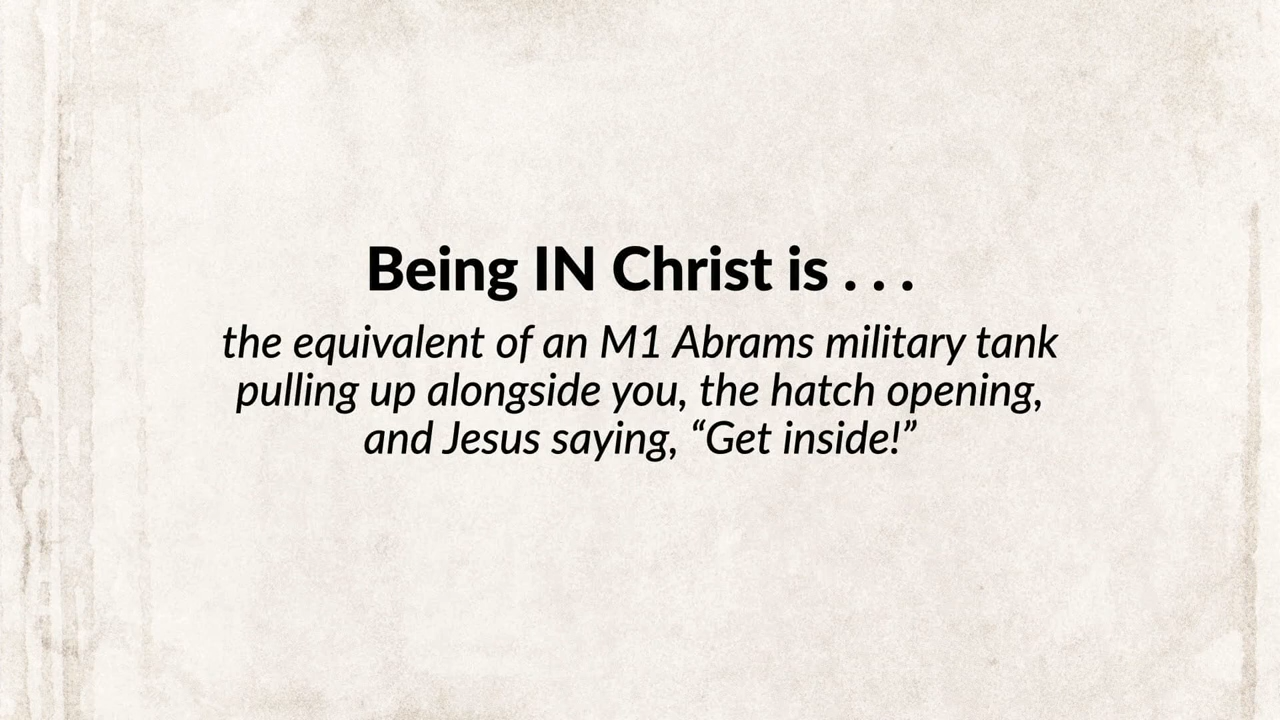 Being IN Christ is . . .
the equivalent of an M1 Abrams military tank
pulling up alongside you, the hatch opening,
and Jesus saying, “Get inside!”